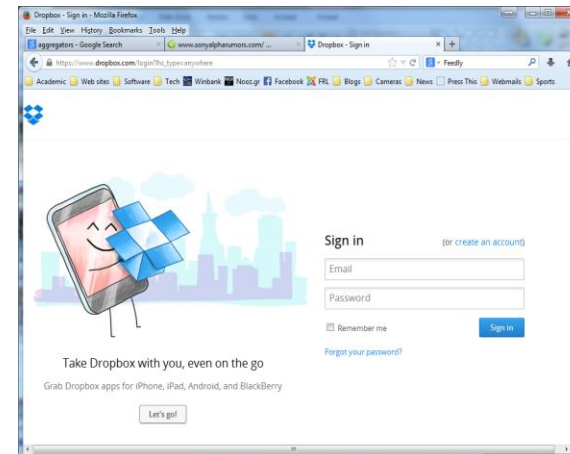 Dropbox - Sign in - Mozilla Firefox
File Edit View History Bookmarks Tools Help
aggregators - Google Search
www.sonyalpharumors.com/ ...
Dropbox - Sign in
https://www.dropbox.com/login?lhs_type=anywhere
Feedly
Academic Web sites Software Tech Winbank Nooz.gr Facebook FRL Blogs Cameras News Press This Webmails Sports
Sign in (or create an account)
Email
Password
Remember me Sign in
Forgot your password?
Take Dropbox with you, even on the go
Grab Dropbox apps for iPhone, iPad, Android, and BlackBerry
Let's go!